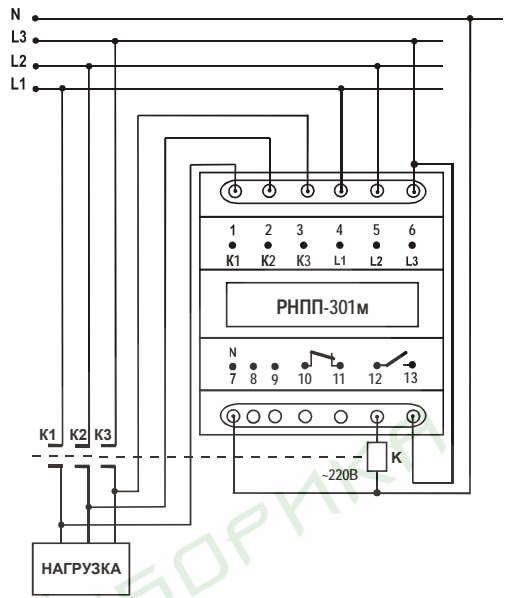 N
L3
L2
L1
1 2 3 4 5 6
K1 K2 K3 L1 L2 L3
РНПП-301м
N
7 8 9 10 11 12 13
K1 K2 K3
K
~220В
НАГРУЗКА